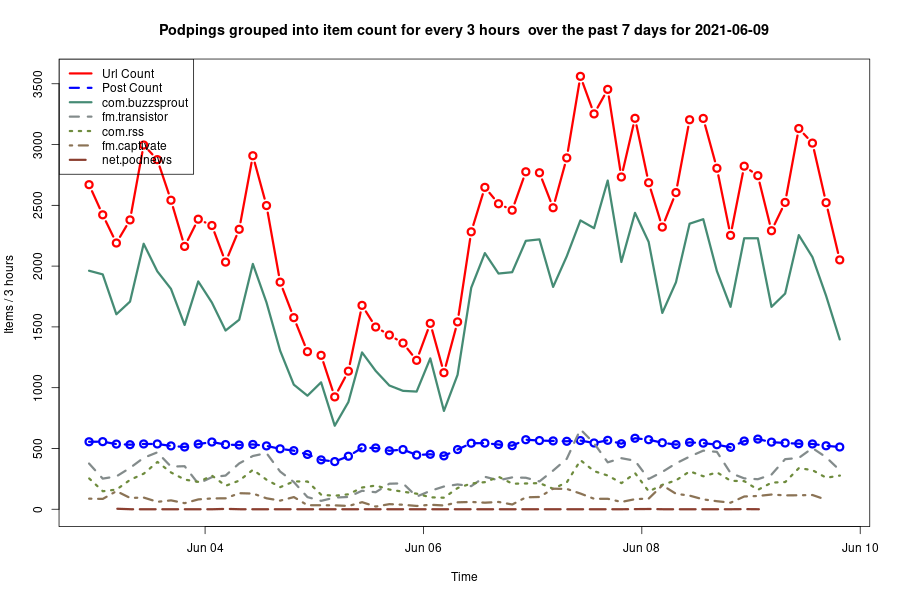 Podpings grouped into item count for every 3 hours  over the past 7 days for 2021-06-09
Url Count
Post Count
com.buzzsprout
fm.transistor
com.rss
fm.captivate
net.podnews
Items / 3 hours
3500
3000
2500
2000
1500
1000
500
0
Jun 04
Jun 06
Jun 08
Jun 10
Time